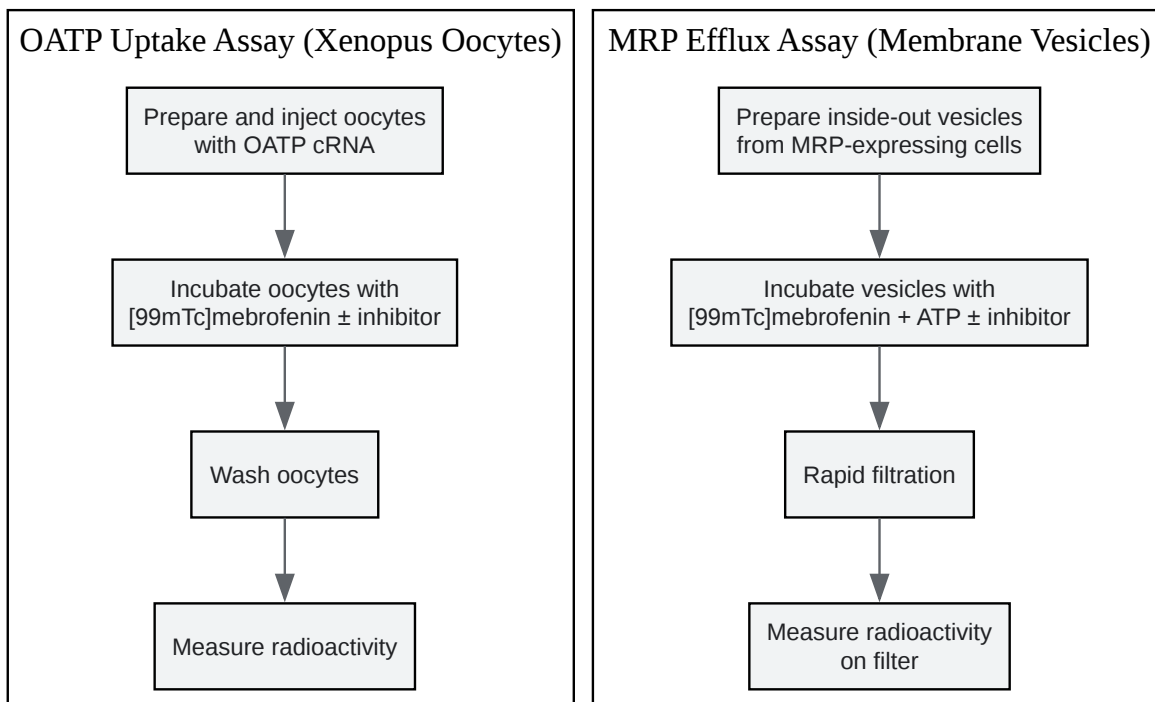 OATP Uptake Assay (Xenopus Oocytes)
Prepare and inject oocytes
with OATP cRNA
Incubate oocytes with
[99mTc]mebrofenin ± inhibitor
Wash oocytes
Measure radioactivity
MRP Efflux Assay (Membrane Vesicles)
Prepare inside-out vesicles
from MRP-expressing cells
Incubate vesicles with
[99mTc]mebrofenin + ATP ± inhibitor
Rapid filtration
Measure radioactivity
on filter